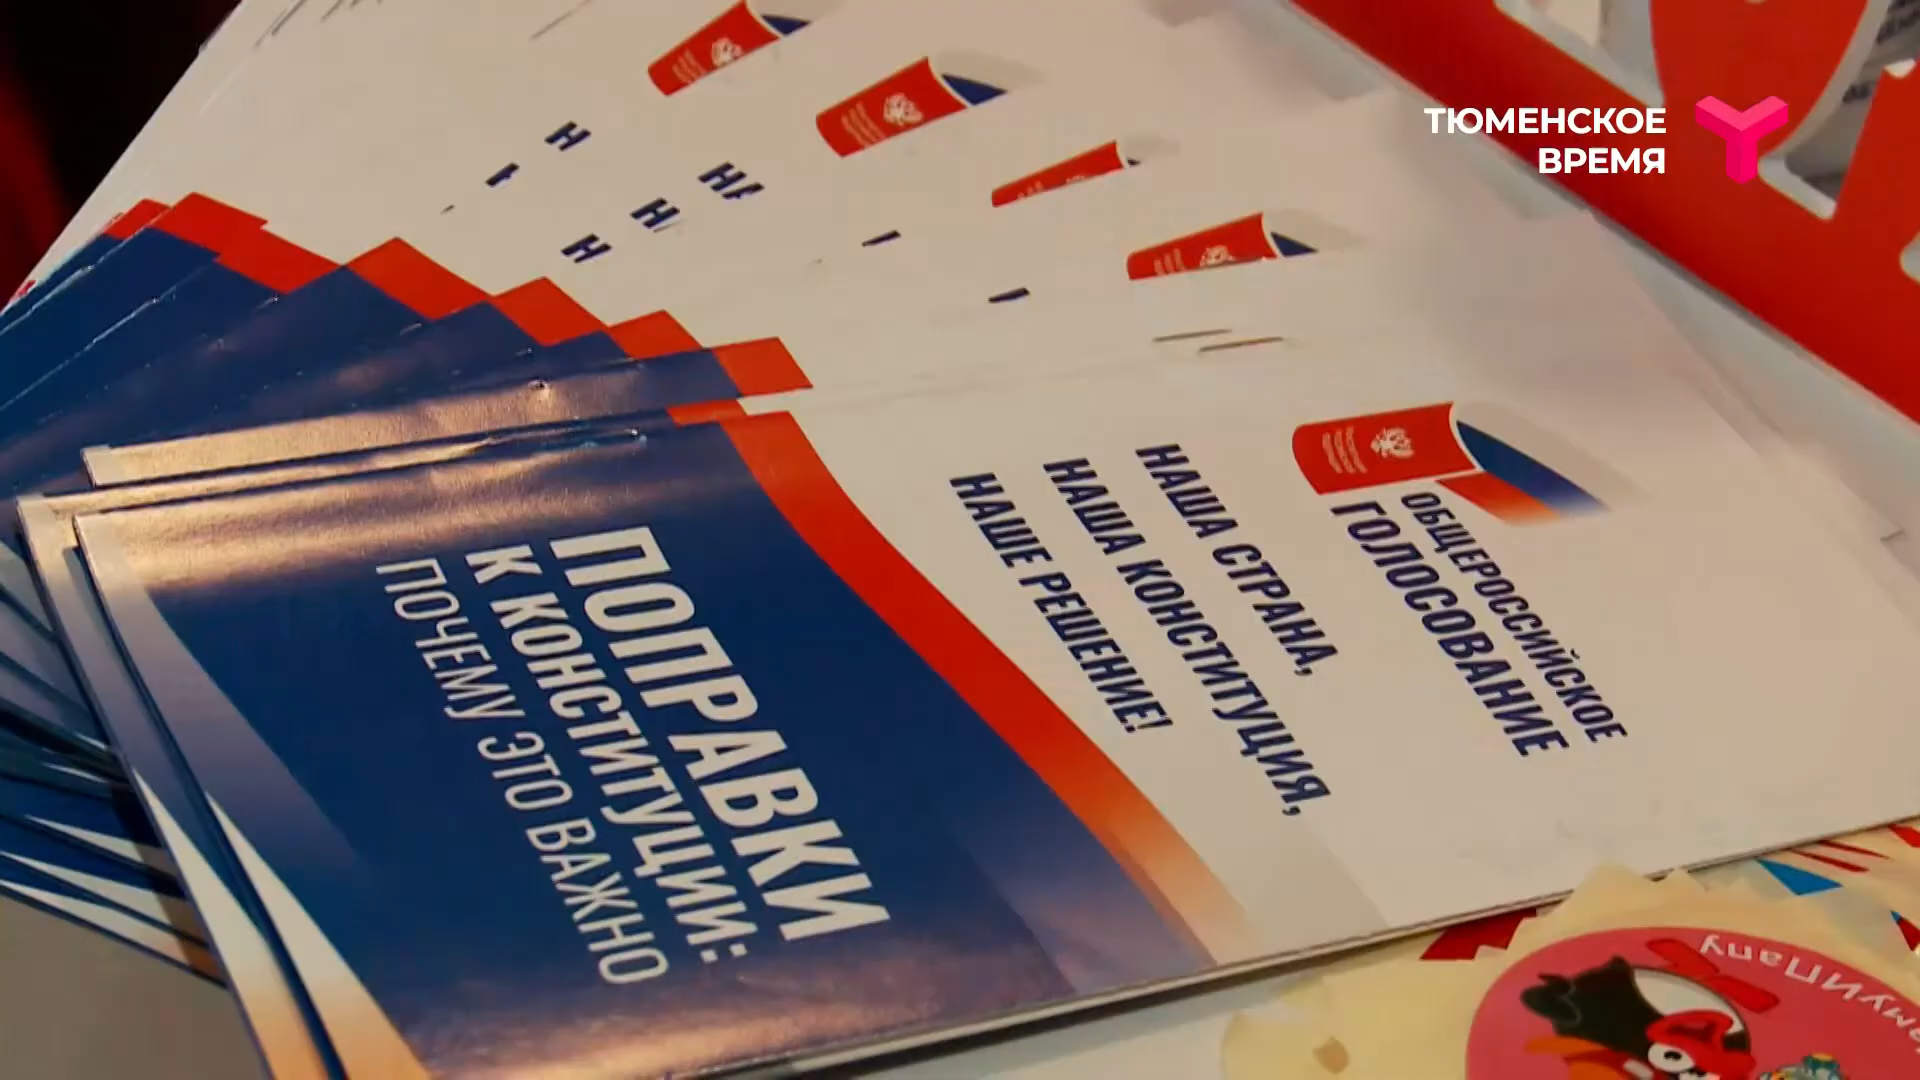 ТЮМЕНСКОЕ
ВРЕМЯ
ОБЩЕРОССИЙСКОЕ
ГОЛОСОВАНИЕ
НАША СТРАНА,
НАША КОНСТИТУЦИЯ,
НАШЕ РЕШЕНИЕ!
ПОПРАВКИ
К КОНСТИТУЦИИ:
ПОЧЕМУ ЭТО ВАЖНО